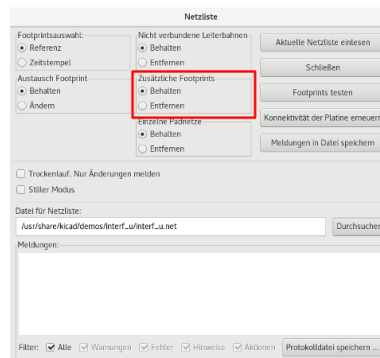 Netzliste
Footprintsauswahl:
Referenz
Zeitstempel
Nicht verbundene Leiterbahnen
Behalten
Entfernen
Aktuelle Netzliste einlesen
Schließen
Austausch Footprint
Behalten
Ändern
Zusätzliche Footprints
Behalten
Entfernen
Footprints testen
Konnektivität der Platine erneuern
Einzelne Padnetze
Behalten
Entfernen
Meldungen in Datei speichern
Trockenlauf. Nur Änderungen melden
Stiller Modus
Datei für Netzliste:
/usr/share/kicad/demos/interf_u/interf_u.net
Durchsuchen
Meldungen:
Filter: Alle Warnungen Fehler Hinweise Aktionen Protokolldatei speichern ...